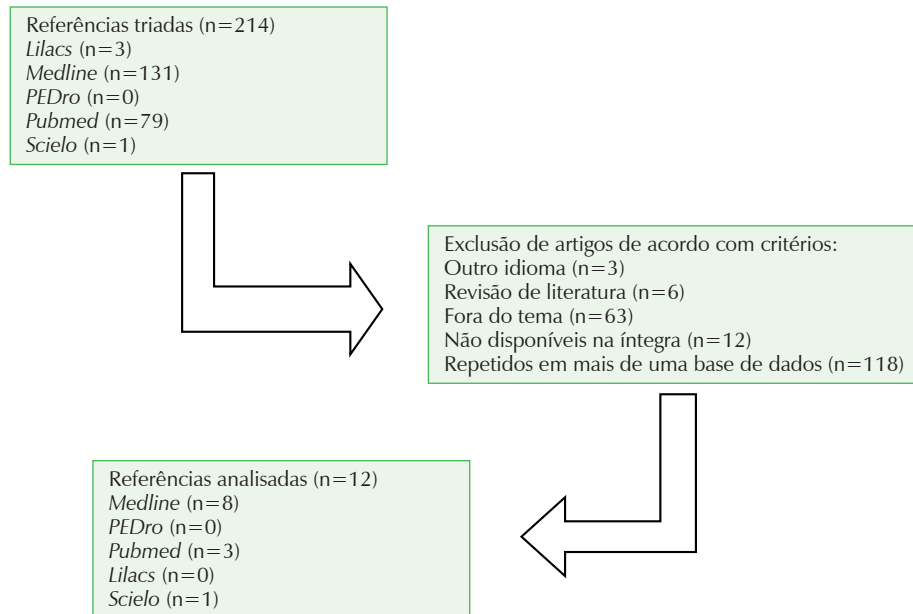 Referências triadas (n=214)
Lilacs (n=3)
Medline (n=131)
PEDro (n=0)
Pubmed (n=79)
Scielo (n=1)
Exclusão de artigos de acordo com critérios:
Outro idioma (n=3)
Revisão de literatura (n=6)
Fora do tema (n=63)
Não disponíveis na íntegra (n=12)
Repetidos em mais de uma base de dados (n=118)
Referências analisadas (n=12)
Medline (n=8)
PEDro (n=0)
Pubmed (n=3)
Lilacs (n=0)
Scielo (n=1)